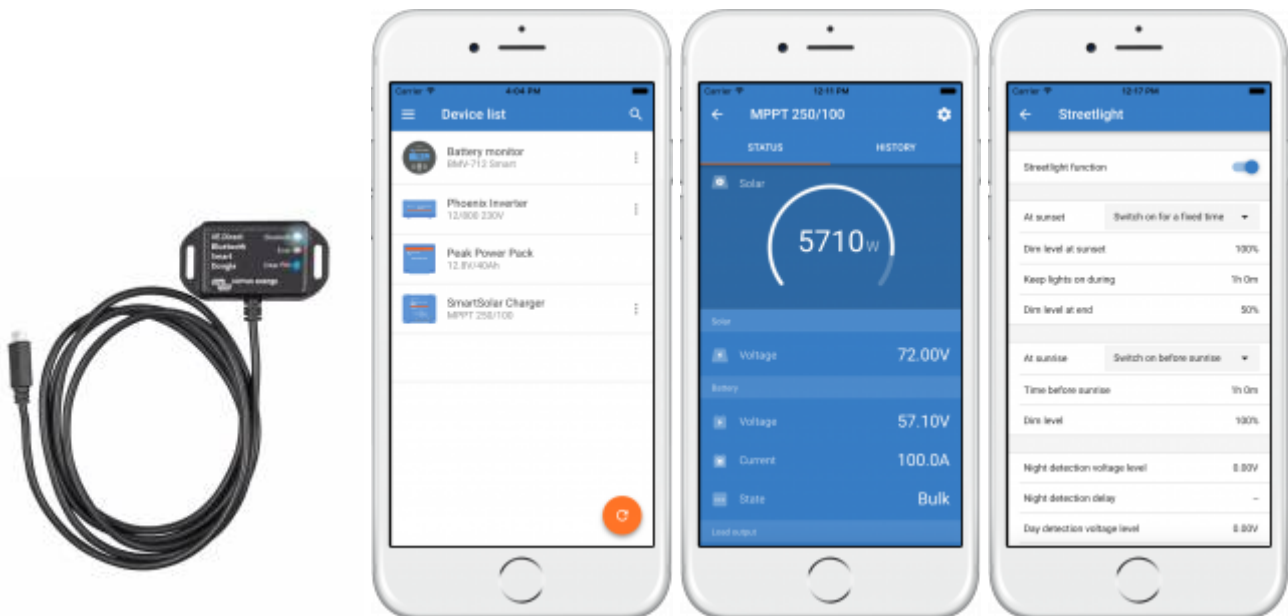 VE.Direct
Bluetooth
Smart
Dongle
victron energy
Carrier 4:04 PM
Device list
Battery monitor
BMV-712 Smart
Phoenix Inverter
12/800 230V
Peak Power Pack
12.8V/40Ah
SmartSolar Charger
MPPT 250/100
Carrier 12:11 PM
MPPT 250/100
STATUS HISTORY
Solar
5710W
Solar
Voltage 72.00V
Battery
Voltage 57.10V
Current 100.0A
State Bulk
Load output
Carrier 12:17 PM
Streetlight
Streetlight function
At sunset Switch on for a fixed time
Dim level at sunset 100%
Keep lights on during 1h 0m
Dim level at end 50%
At sunrise Switch on before sunrise
Time before sunrise 1h 0m
Dim level 100%
Night detection voltage level 0.00V
Night detection delay –
Day detection voltage level 0.00V